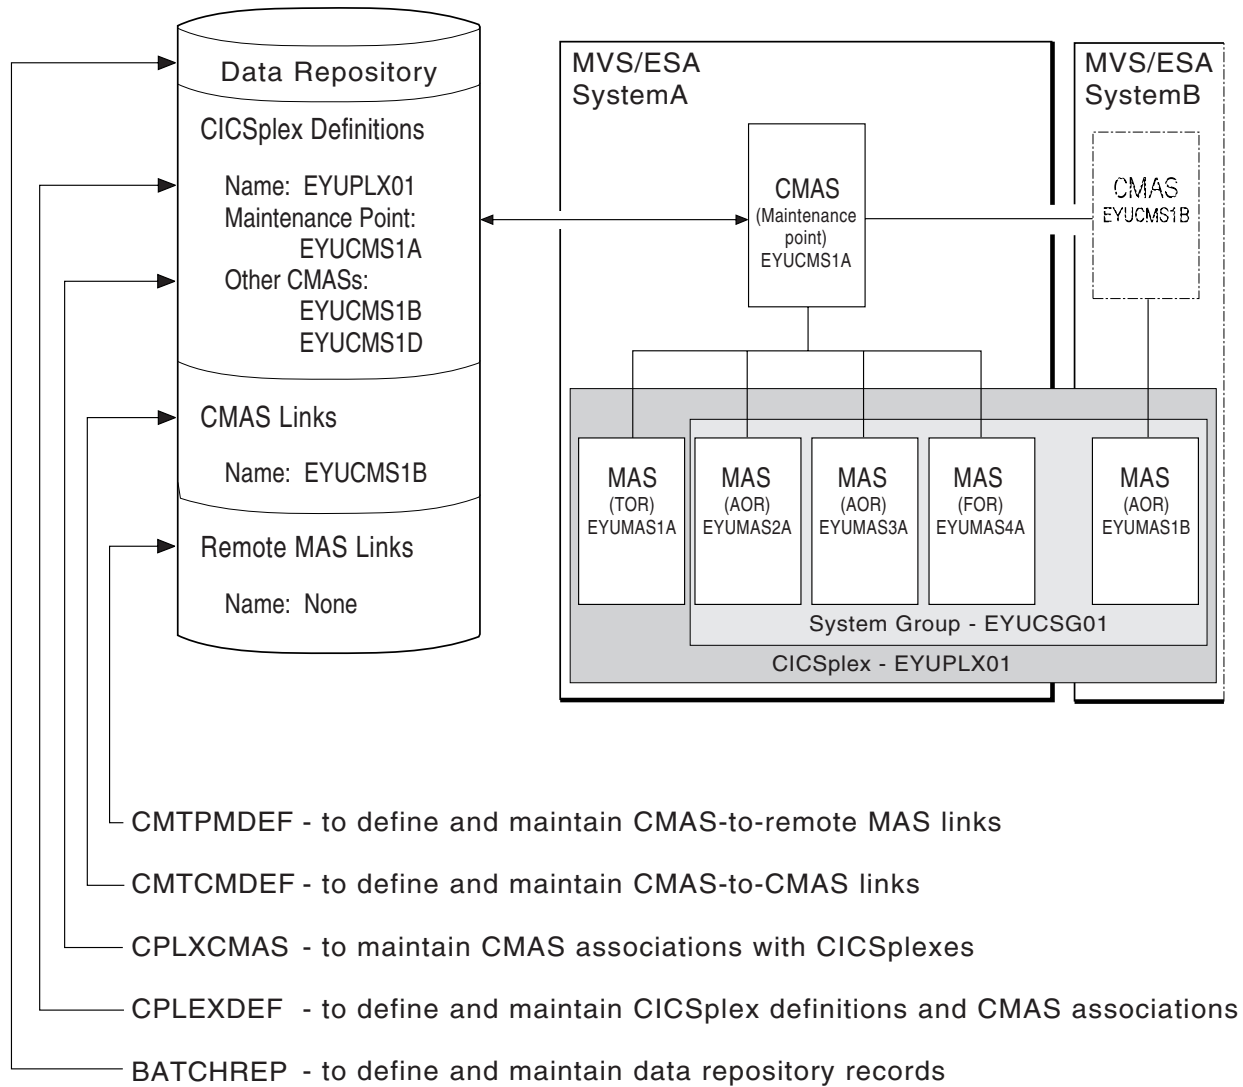 Data Repository
CICSplex Definitions
Name: EYUPLX01
Maintenance Point:
EYUCMS1A
Other CMASs:
EYUCMS1B
EYUCMS1D
CMAS Links
Name: EYUCMS1B
Remote MAS Links
Name: None
MVS/ESA
SystemA
CMAS
(Maintenance
point)
EYUCMS1A
MVS/ESA
SystemB
CMAS
EYUCMS1B
MAS
(TOR)
EYUMAS1A
MAS
(AOR)
EYUMAS2A
MAS
(AOR)
EYUMAS3A
MAS
(FOR)
EYUMAS4A
MAS
(AOR)
EYUMAS1B
System Group - EYUCSG01
CICSplex - EYUPLX01
CMTPMDEF - to define and maintain CMAS-to-remote MAS links
CMTCMDEF - to define and maintain CMAS-to-CMAS links
CPLXCMAS - to maintain CMAS associations with CICSplexes
CPLEXDEF - to define and maintain CICSplex definitions and CMAS associations
BATCHREP - to define and maintain data repository records